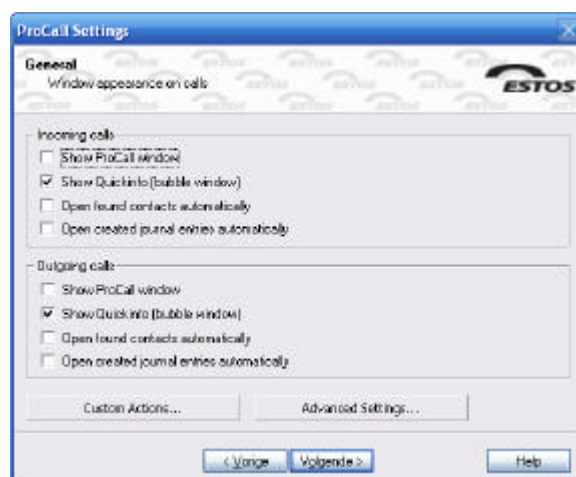 ProCall Settings
General
Window appearance on calls
ESTOS
Incoming calls
Show ProCall window
Show Quickinfo (bubble window)
Open found contacts automatically
Open created journal entries automatically
Outgoing calls
Show ProCall window
Show Quickinfo (bubble window)
Open found contacts automatically
Open created journal entries automatically
Custom Actions...
Advanced Settings...
< Vorige
Volgende >
Help